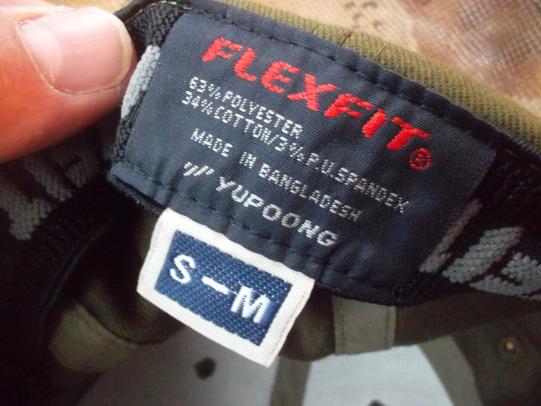 FLEXFIT®
63% POLYESTER
34% COTTON/3% P.U.SPANDEX
MADE IN BANGLADESH
YUPOONG
S-M